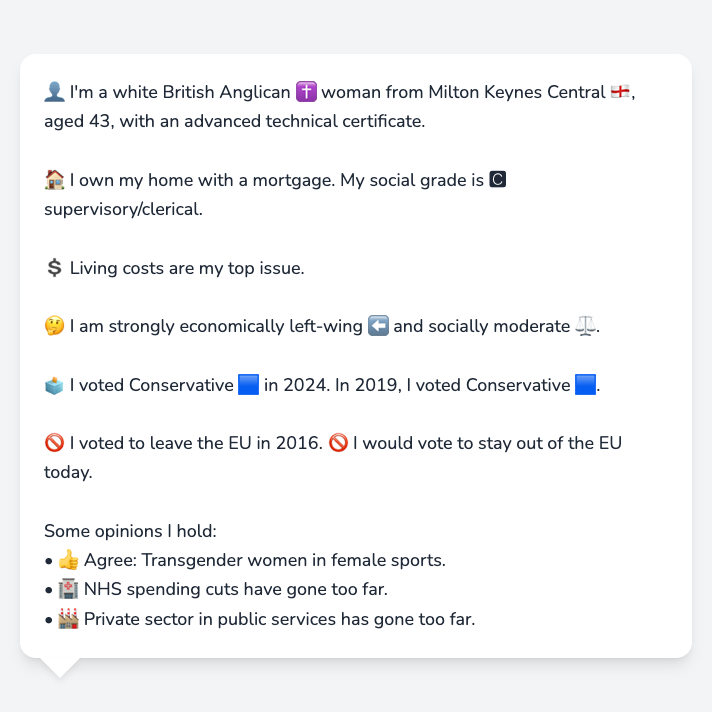 👤 I'm a white British Anglican ✝️ woman from Milton Keynes Central 🏴󠁧󠁢󠁥󠁮󠁧󠁿,
aged 43, with an advanced technical certificate.
🏠 I own my home with a mortgage. My social grade is 🅲
supervisory/clerical.
💲 Living costs are my top issue.
🤔 I am strongly economically left-wing ⬅️ and socially moderate ⚖️.
🗳️ I voted Conservative 🟦 in 2024. In 2019, I voted Conservative 🟦.
🚫 I voted to leave the EU in 2016. 🚫 I would vote to stay out of the EU
today.
Some opinions I hold:
• 👍 Agree: Transgender women in female sports.
• 🏥 NHS spending cuts have gone too far.
• 🏭 Private sector in public services has gone too far.